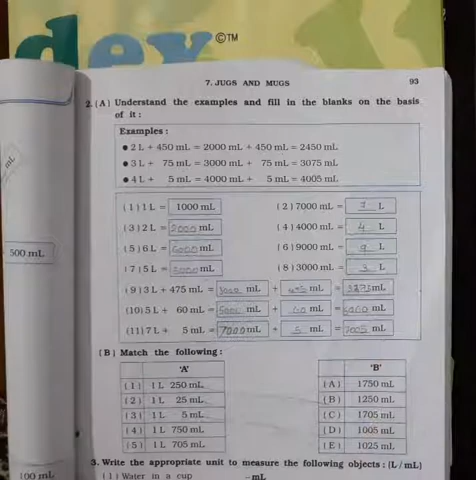 dex ©TM
7. JUGS AND MUGS 93
2. (A) Understand the examples and fill in the blanks on the basis
of it :
Examples :
● 2 L + 450 mL = 2000 mL + 450 mL = 2450 mL
● 3 L + 75 mL = 3000 mL + 75 mL = 3075 mL
● 4 L + 5 mL = 4000 mL + 5 mL = 4005 mL
(1) 1 L = 1000 mL (2) 7000 mL = 7 L
(3) 2 L = 2000 mL (4) 4000 mL = 4 L
(5) 6 L = 6000 mL (6) 9000 mL = 9 L
(7) 5 L = 5000 mL (8) 3000 mL = 3 L
(9) 3 L + 475 mL = 3000 mL + 475 mL = mL
(10) 5 L + 60 mL = 5000 mL + 60 mL = mL
(11) 7 L + 5 mL = 7000 mL + 5 mL = 7005 mL
(B) Match the following :
'A' 'B'
(1) 1 L 250 mL (A) 1750 mL
(2) 1 L 25 mL (B) 1250 mL
(3) 1 L 5 mL (C) 1705 mL
(4) 1 L 750 mL (D) 1005 mL
(5) 1 L 705 mL (E) 1025 mL
3. Write the appropriate unit to measure the following objects : (L / mL)
(1) Water in a cup – mL
mL
500 mL
100 mL